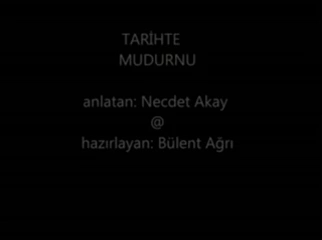 TARİHTE
MUDURNU
anlatan: Necdet Akay
@
hazırlayan: Bülent Ağrı